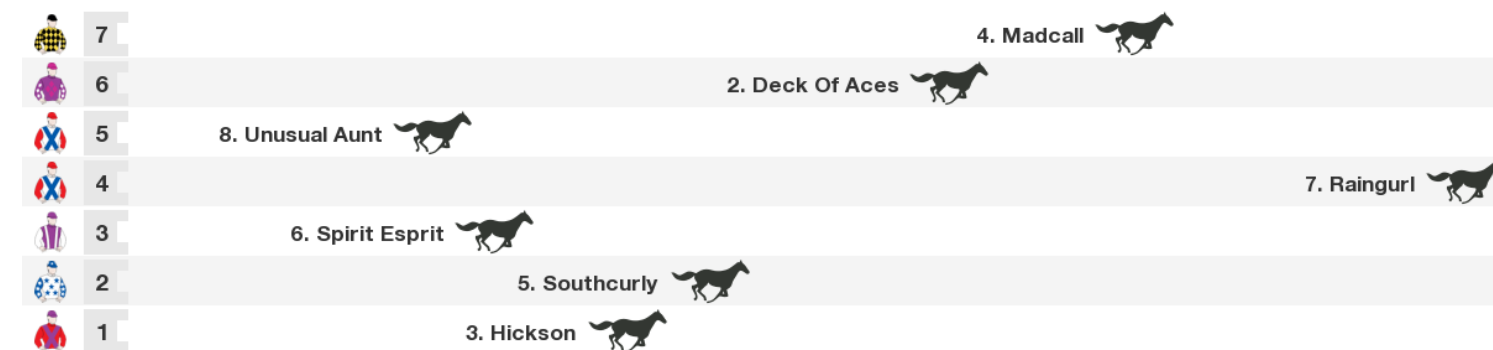 7 4. Madcall
6 2. Deck Of Aces
5 8. Unusual Aunt
4 7. Raingurl
3 6. Spirit Esprit
2 5. Southcurly
1 3. Hickson